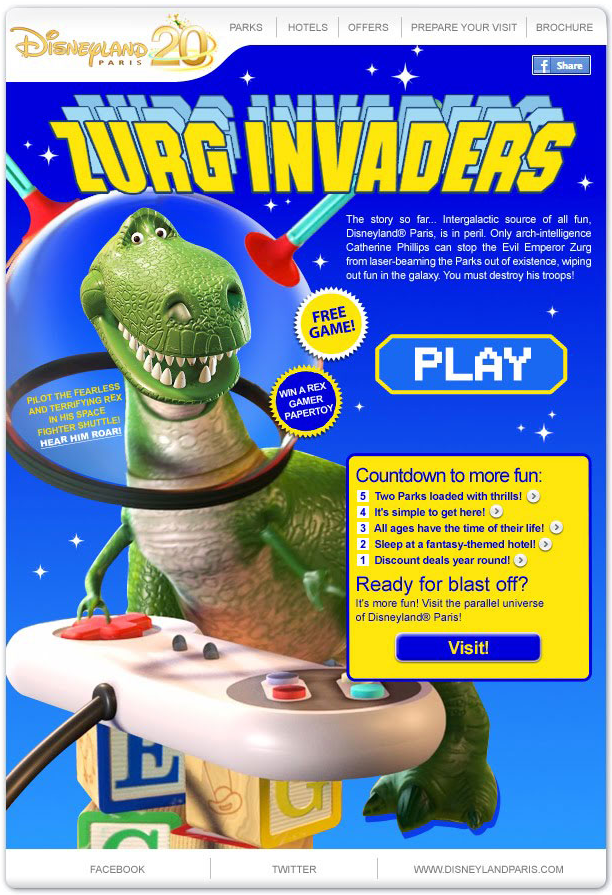 DISNEYLAND
PARIS
20
PARKS
HOTELS
OFFERS
PREPARE YOUR VISIT
BROCHURE
f Share
ZURG INVADERS
The story so far... Intergalactic source of all fun,
Disneyland® Paris, is in peril. Only arch-intelligence
Catherine Phillips can stop the Evil Emperor Zurg
from laser-beaming the Parks out of existence, wiping
out fun in the galaxy. You must destroy his troops!
FREE
GAME!
PLAY
WIN A REX
GAMER
PAPERTOY
PILOT THE FEARLESS
AND TERRIFYING REX
IN HIS SPACE
FIGHTER SHUTTLE!
HEAR HIM ROAR!
Countdown to more fun:
5 Two Parks loaded with thrills!
4 It's simple to get here!
3 All ages have the time of their life!
2 Sleep at a fantasy-themed hotel!
1 Discount deals year round!
Ready for blast off?
It's more fun! Visit the parallel universe
of Disneyland® Paris!
Visit!
E
G
G
FACEBOOK
TWITTER
WWW.DISNEYLANDPARIS.COM